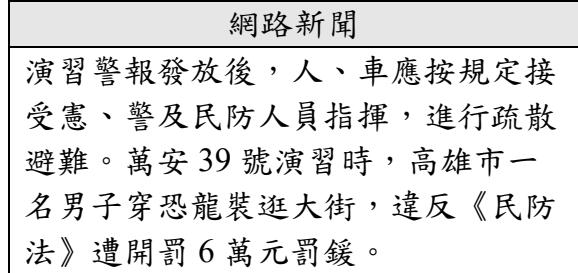 網路新聞
演習警報發放後，人、車應按規定接
受憲、警及民防人員指揮，進行疏散
避難。萬安 39 號演習時，高雄市一
名男子穿恐龍裝逛大街，違反《民防
法》遭開罰 6 萬元罰鍰。